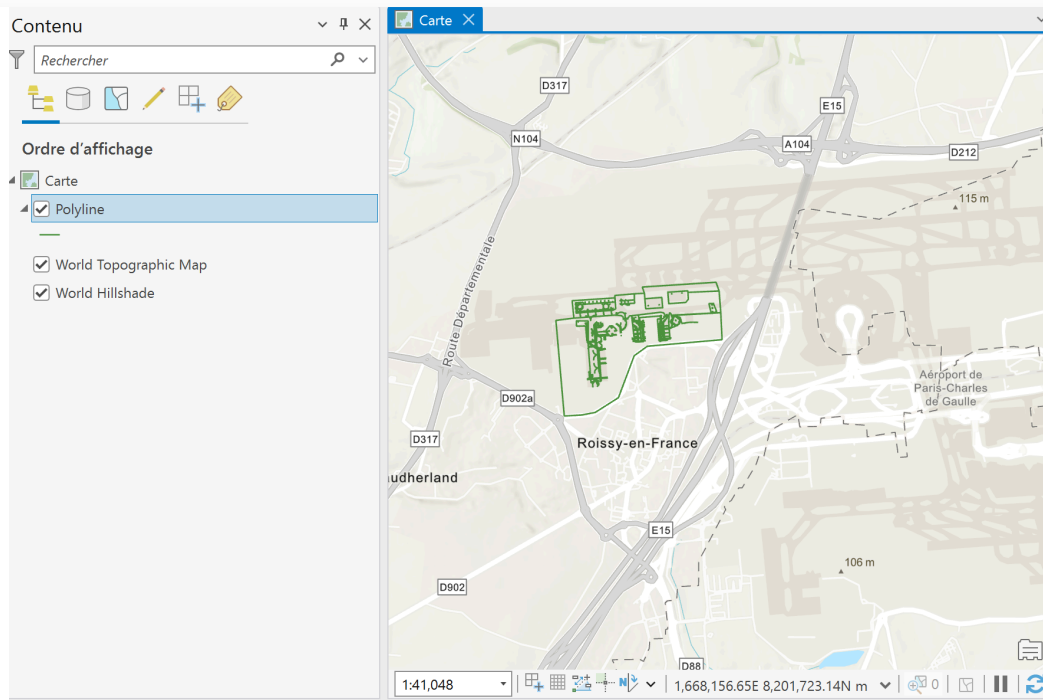 Contenu
Rechercher
Ordre d'affichage
Carte
Polyline
World Topographic Map
World Hillshade
Carte
D317
E15
N104
A104
D212
115 m
Route Départementale
Aéroport de
Paris-Charles
de Gaulle
D902a
D317
Roissy-en-France
udherland
E15
106 m
D902
D88
1:41,048
N
1,668,156.65E 8,201,723.14N m
0